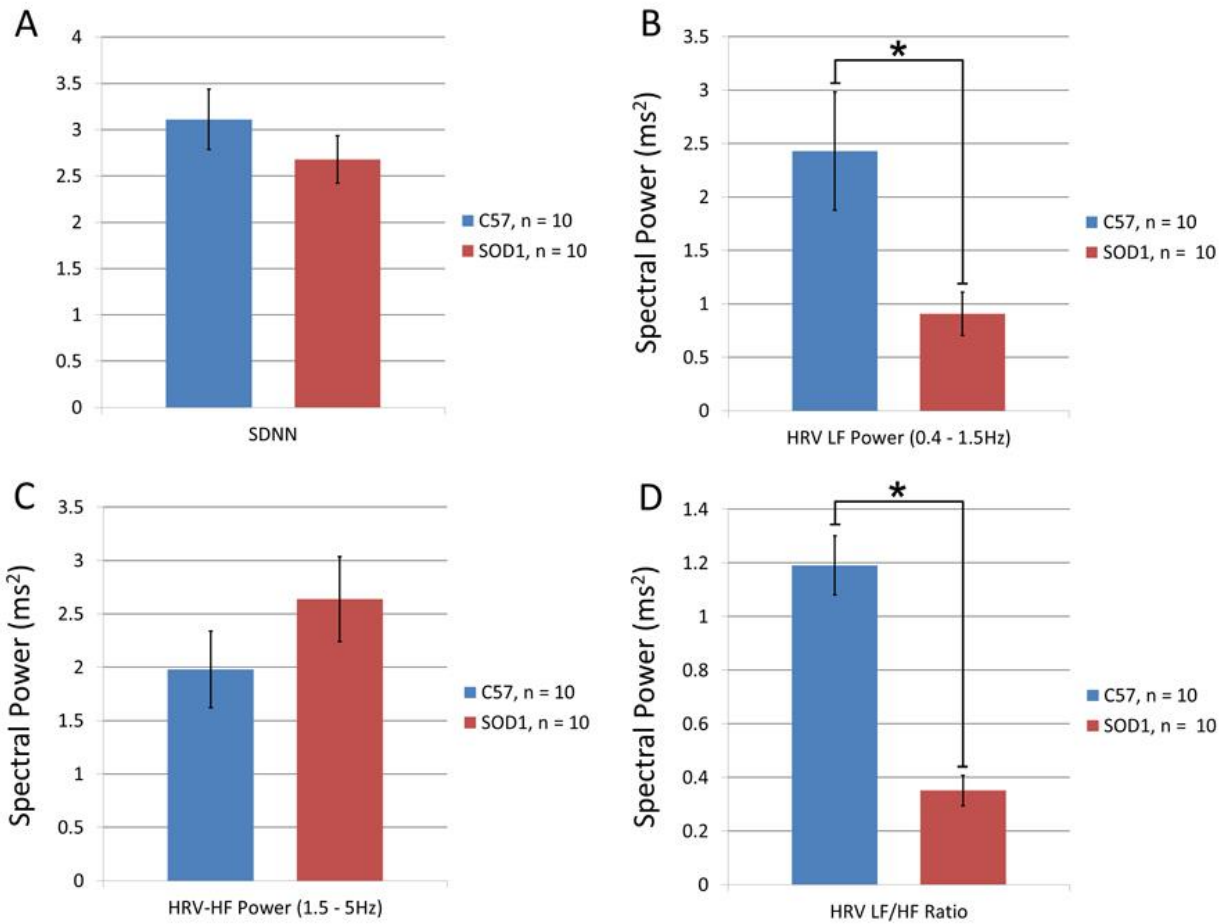 A
4
3.5
3
2.5
2
1.5
1
0.5
0
SDNN
C57, n = 10
SOD1, n = 10
B
Spectral Power (ms²)
3.5
3
2.5
2
1.5
1
0.5
0
*
HRV LF Power (0.4 - 1.5Hz)
C57, n = 10
SOD1, n = 10
C
Spectral Power (ms²)
3.5
3
2.5
2
1.5
1
0.5
0
HRV-HF Power (1.5 - 5Hz)
C57, n = 10
SOD1, n = 10
D
Spectral Power (ms²)
1.4
1.2
1
0.8
0.6
0.4
0.2
0
*
HRV LF/HF Ratio
C57, n = 10
SOD1, n = 10